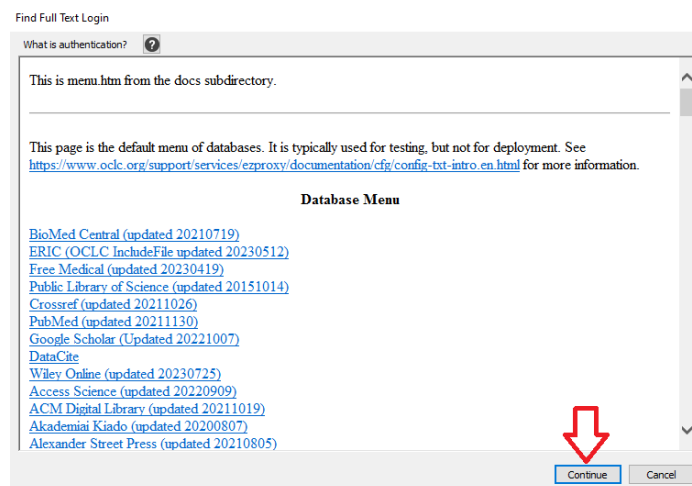 Find Full Text Login
What is authentication? ?
This is menu.htm from the docs subdirectory.
This page is the default menu of databases. It is typically used for testing, but not for deployment. See
https://www.oclc.org/support/services/ezproxy/documentation/cfg/config-txt-intro.en.html for more information.
Database Menu
BioMed Central (updated 20210719)
ERIC (OCLC IncludeFile updated 20230512)
Free Medical (updated 20230419)
Public Library of Science (updated 20151014)
Crossref (updated 20211026)
PubMed (updated 20211130)
Google Scholar (Updated 20221007)
DataCite
Wiley Online (updated 20230725)
Access Science (updated 20220909)
ACM Digital Library (updated 20211019)
Akademiai Kiado (updated 20200807)
Alexander Street Press (updated 20210805)
Continue Cancel